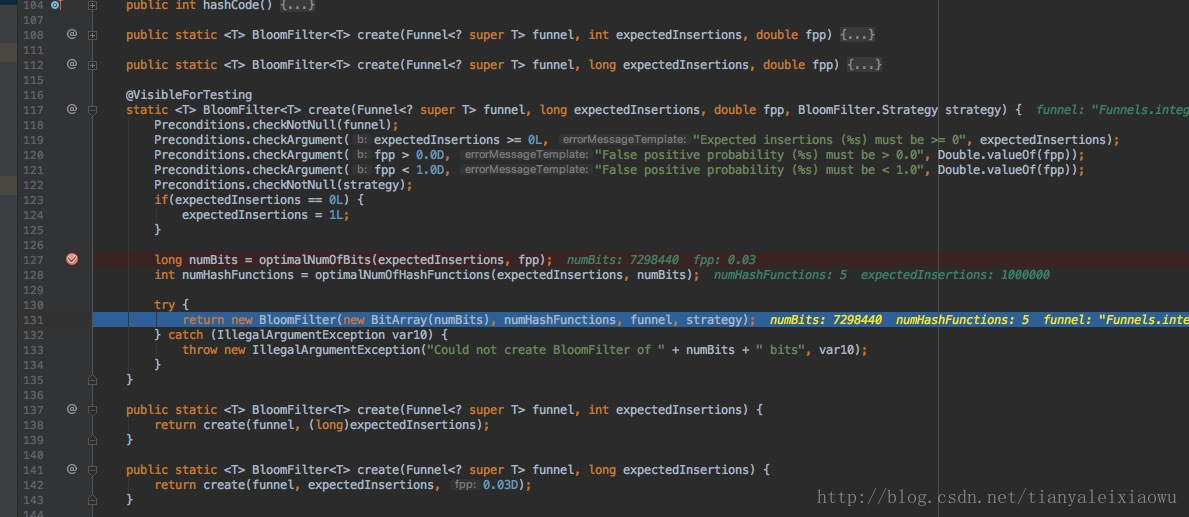 104 public int hashCode() {...}
107
108 @ public static <T> BloomFilter<T> create(Funnel<? super T> funnel, int expectedInsertions, double fpp) {...}
111
112 @ public static <T> BloomFilter<T> create(Funnel<? super T> funnel, long expectedInsertions, double fpp) {...}
115
116 @VisibleForTesting
117 @ static <T> BloomFilter<T> create(Funnel<? super T> funnel, long expectedInsertions, double fpp, BloomFilter.Strategy strategy) { funnel: "Funnels.integ
118 Preconditions.checkNotNull(funnel);
119 Preconditions.checkArgument( b: expectedInsertions >= 0L, errorMessageTemplate: "Expected insertions (%s) must be >= 0", expectedInsertions);
120 Preconditions.checkArgument( b: fpp > 0.0D, errorMessageTemplate: "False positive probability (%s) must be > 0.0", Double.valueOf(fpp));
121 Preconditions.checkArgument( b: fpp < 1.0D, errorMessageTemplate: "False positive probability (%s) must be < 1.0", Double.valueOf(fpp));
122 Preconditions.checkNotNull(strategy);
123 if(expectedInsertions == 0L) {
124 expectedInsertions = 1L;
125 }
126
127 long numBits = optimalNumOfBits(expectedInsertions, fpp); numBits: 7298440 fpp: 0.03
128 int numHashFunctions = optimalNumOfHashFunctions(expectedInsertions, numBits); numHashFunctions: 5 expectedInsertions: 1000000
129
130 try {
131 return new BloomFilter(new BitArray(numBits), numHashFunctions, funnel, strategy); numBits: 7298440 numHashFunctions: 5 funnel: "Funnels.inte
132 } catch (IllegalArgumentException var10) {
133 throw new IllegalArgumentException("Could not create BloomFilter of " + numBits + " bits", var10);
134 }
135 }
136
137 @ public static <T> BloomFilter<T> create(Funnel<? super T> funnel, int expectedInsertions) {
138 return create(funnel, (long)expectedInsertions);
139 }
140
141 @ public static <T> BloomFilter<T> create(Funnel<? super T> funnel, long expectedInsertions) {
142 return create(funnel, expectedInsertions, fpp: 0.03D);
143 }
144
http://blog.csdn.net/tianyaleixiaowu